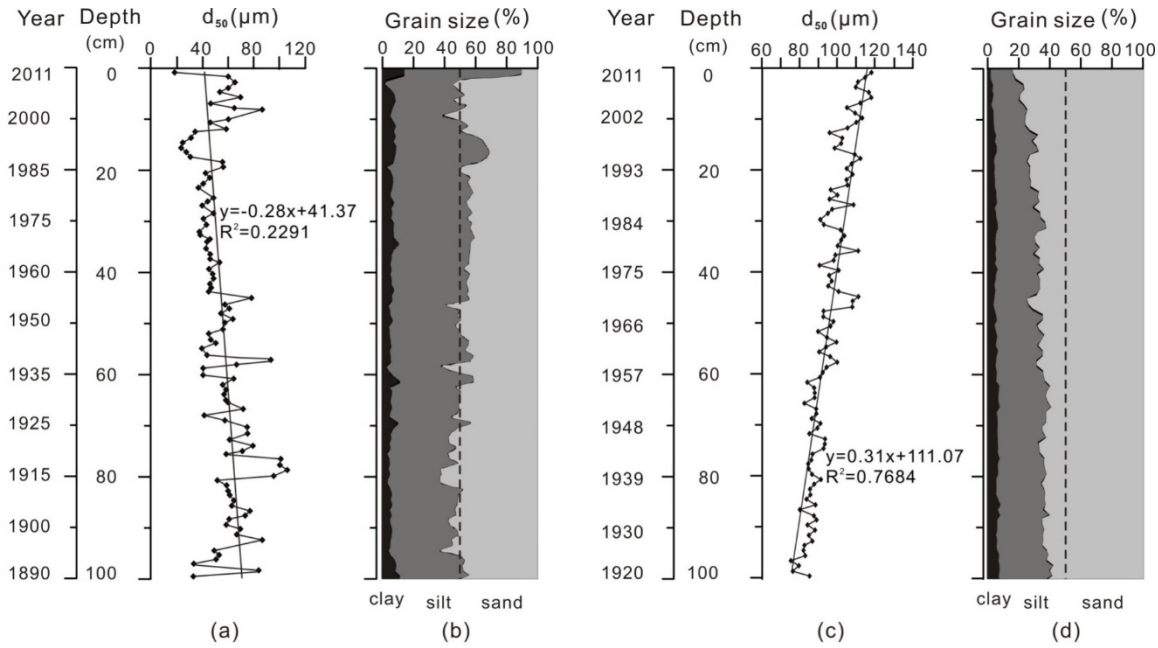 Year Depth d50(μm) Grain size (%) Year Depth d50(μm) Grain size (%)
(cm) 0 40 80 120 0 20 40 60 80 100 (cm) 60 80 100 120 140 0 20 40 60 80 100
2011 0 2011 0
2000 2002
1985 20 1993 20
y=-0.28x+41.37
R²=0.2291
1975 1984
40 40
1960 1975
1950 1966
1935 60 1957 60
1925 1948
y=0.31x+111.07
R²=0.7684
1915 80 1939 80
1900 1930
1890 100 1920 100
clay silt sand clay silt sand
(a) (b) (c) (d)